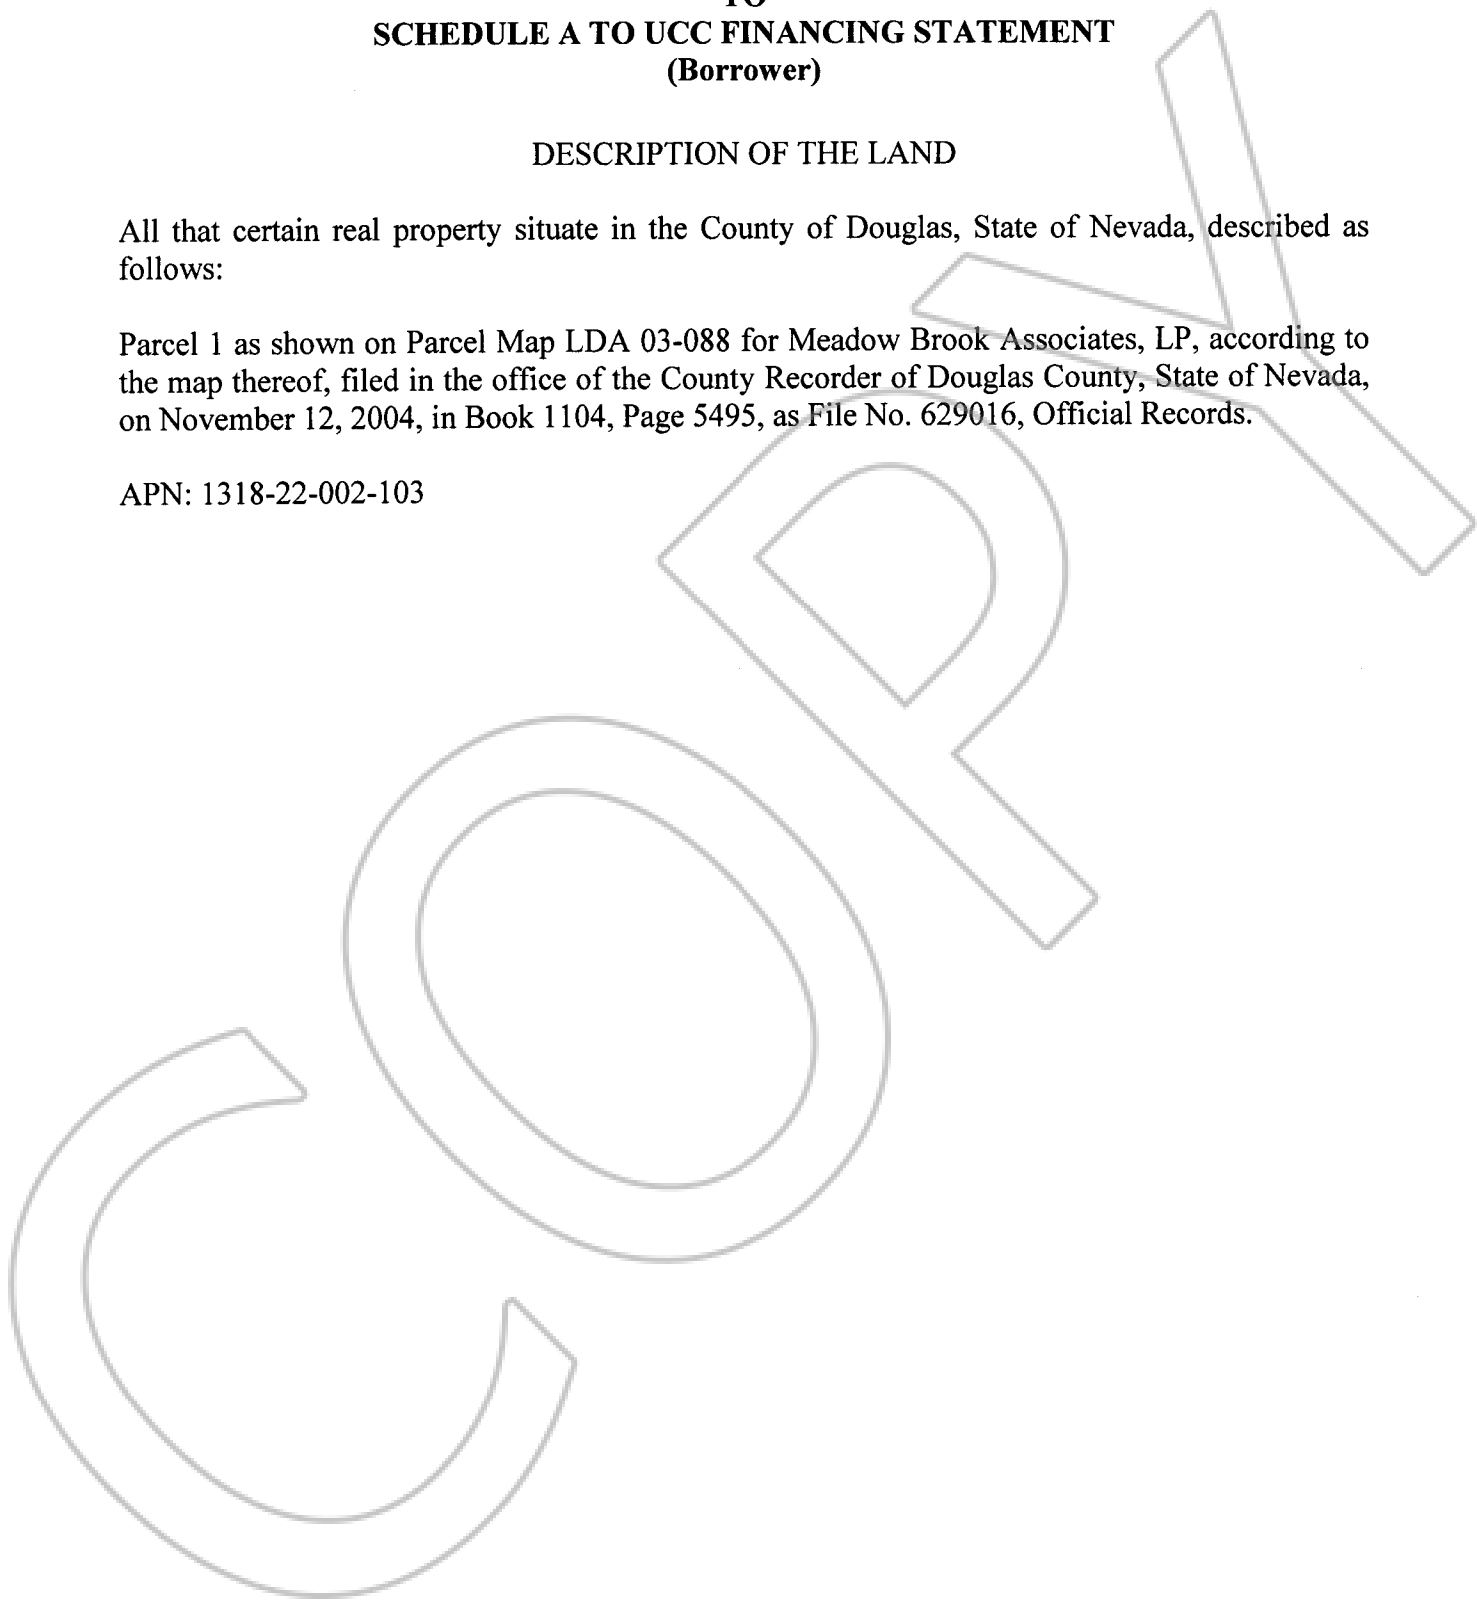 TO
SCHEDULE A TO UCC FINANCING STATEMENT
(Borrower)
DESCRIPTION OF THE LAND
All that certain real property situate in the County of Douglas, State of Nevada, described as
follows:
Parcel 1 as shown on Parcel Map LDA 03-088 for Meadow Brook Associates, LP, according to
the map thereof, filed in the office of the County Recorder of Douglas County, State of Nevada,
on November 12, 2004, in Book 1104, Page 5495, as File No. 629016, Official Records.
APN: 1318-22-002-103
COPY